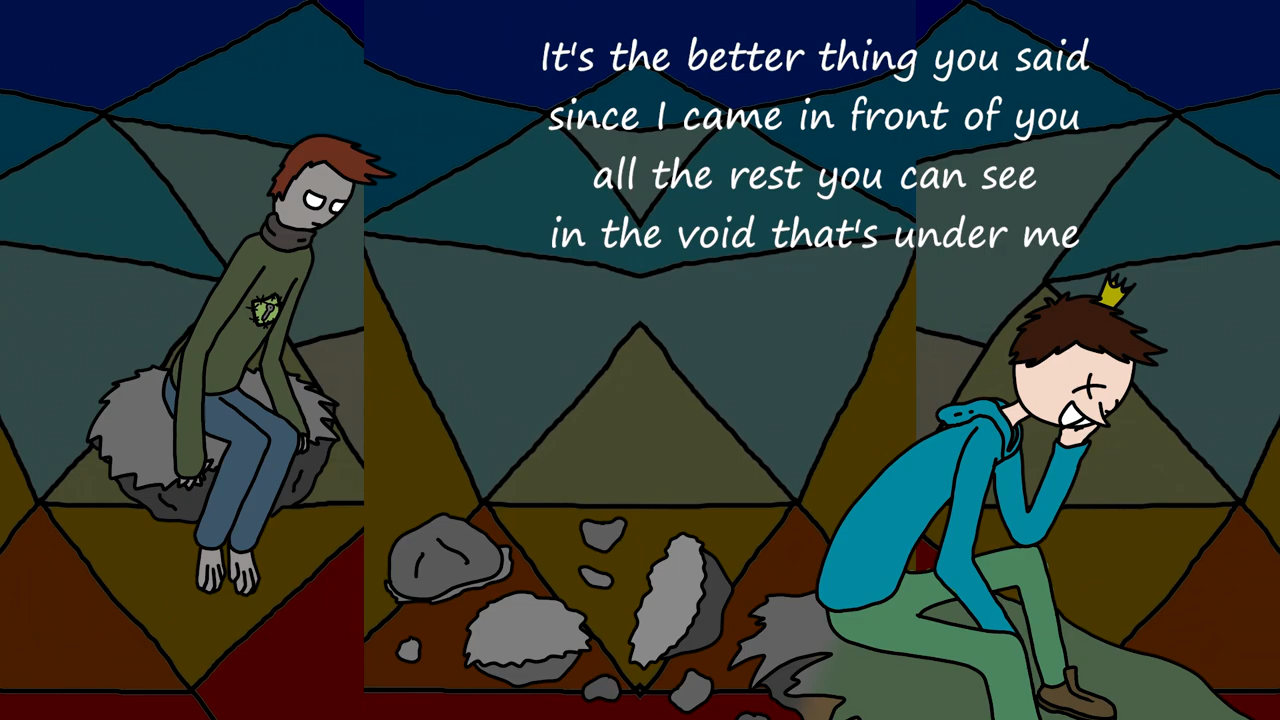 It's the better thing you said
since I came in front of you
all the rest you can see
in the void that's under me